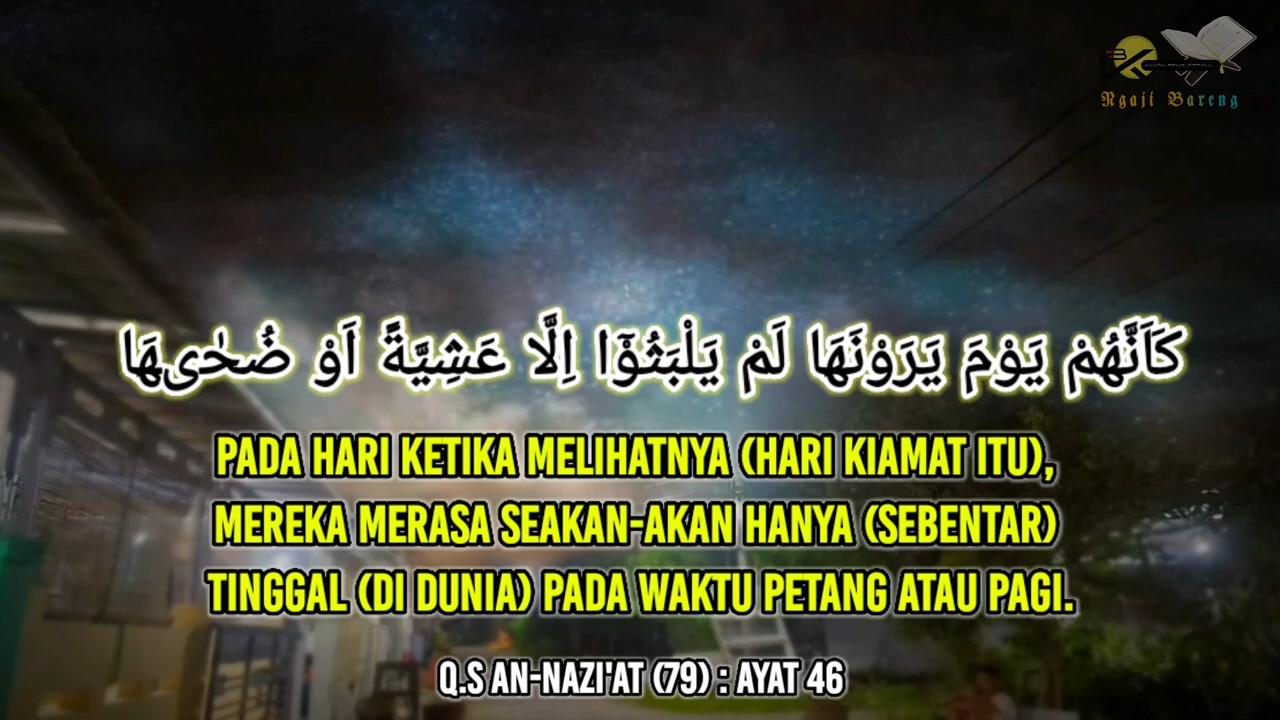 Ngaji Bareng
كَاَنَّهُمْ يَوْمَ يَرَوْنَهَا لَمْ يَلْبَثُوْٓا اِلَّا عَشِيَّةً اَوْ ضُحٰىهَا
PADA HARI KETIKA MELIHATNYA (HARI KIAMAT ITU),
MEREKA MERASA SEAKAN-AKAN HANYA (SEBENTAR)
TINGGAL (DI DUNIA) PADA WAKTU PETANG ATAU PAGI.
Q.S AN-NAZI'AT (79) : AYAT 46